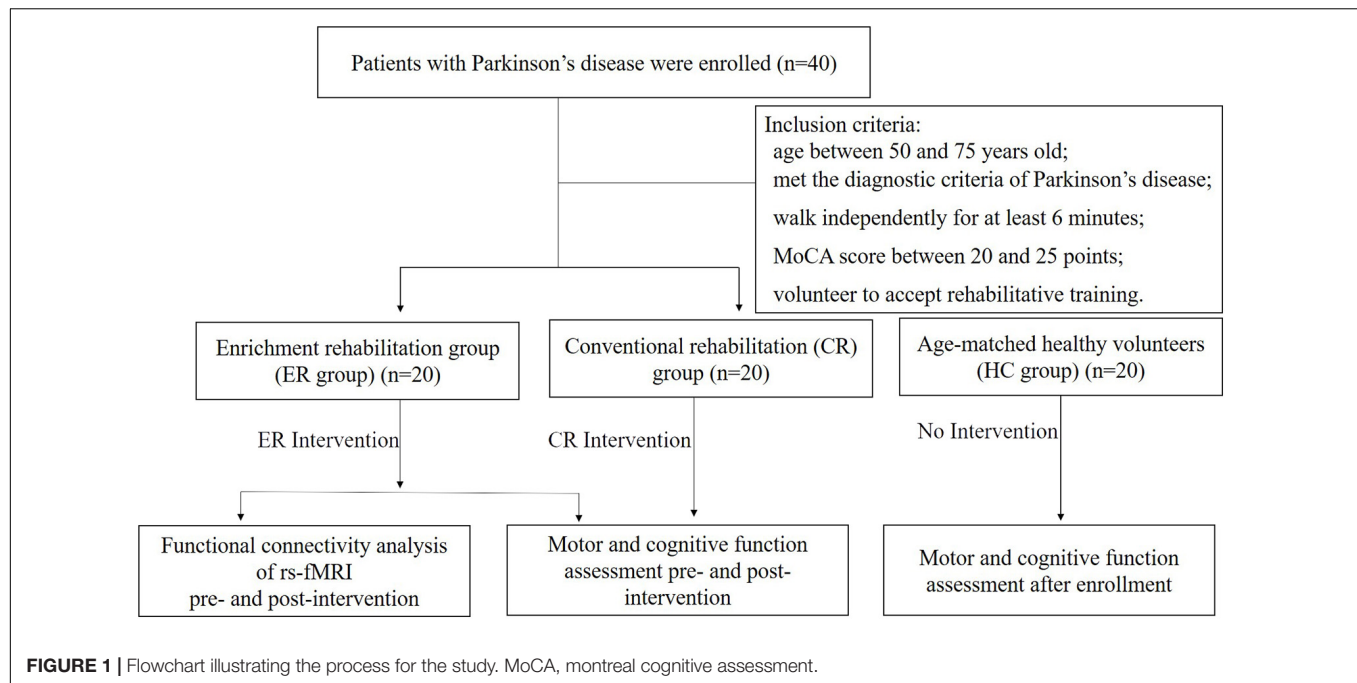 Patients with Parkinson’s disease were enrolled (n=40)
Inclusion criteria:
age between 50 and 75 years old;
met the diagnostic criteria of Parkinson’s disease;
walk independently for at least 6 minutes;
MoCA score between 20 and 25 points;
volunteer to accept rehabilitative training.
Enrichment rehabilitation group
(ER group) (n=20)
Conventional rehabilitation (CR)
group (n=20)
Age-matched healthy volunteers
(HC group) (n=20)
ER Intervention
CR Intervention
No Intervention
Functional connectivity analysis
of rs-fMRI
pre- and post-intervention
Motor and cognitive function
assessment pre- and post-
intervention
Motor and cognitive function
assessment after enrollment
FIGURE 1 | Flowchart illustrating the process for the study. MoCA, montreal cognitive assessment.